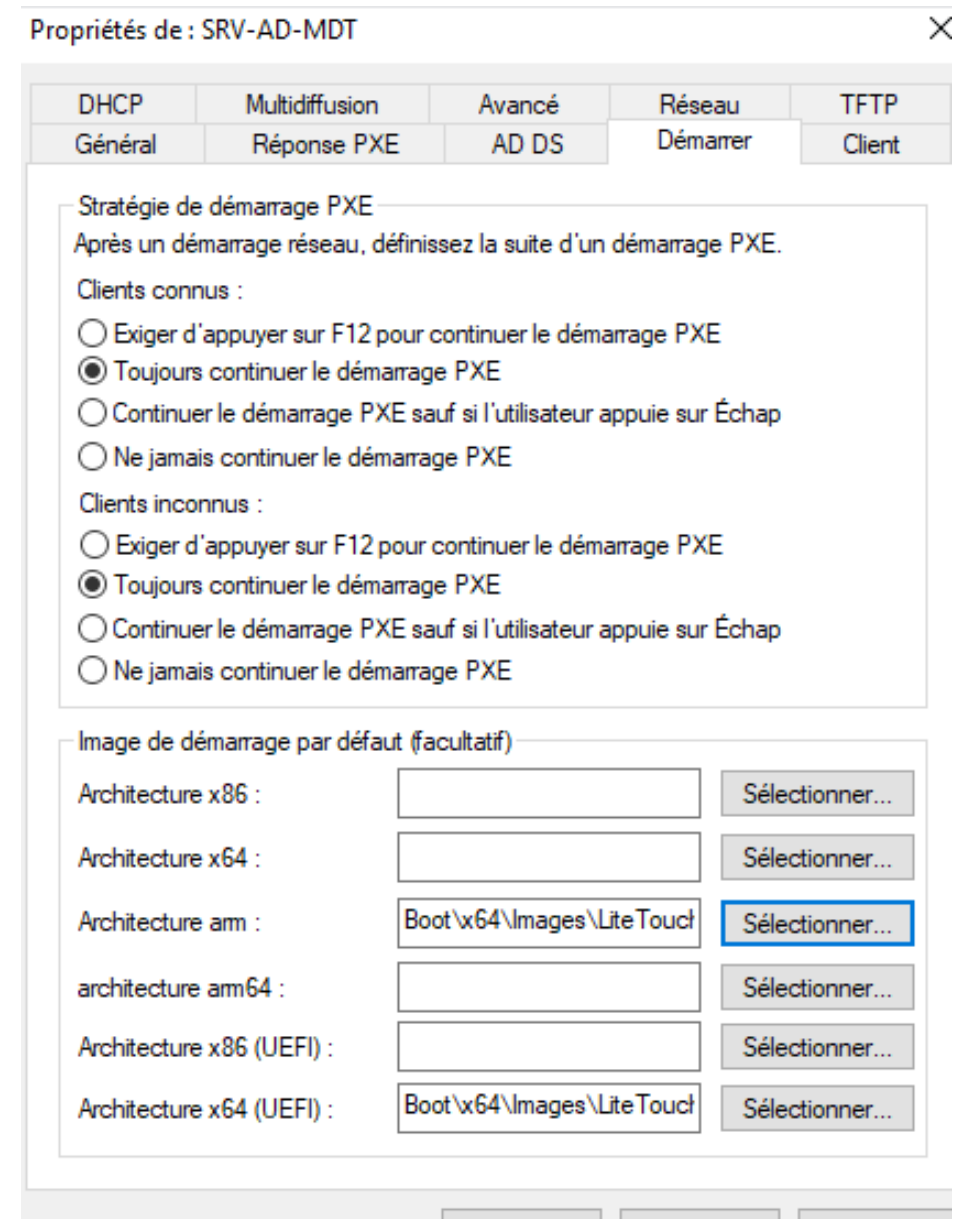 Propriétés de : SRV-AD-MDT
DHCP Multidiffusion Avancé Réseau TFTP
Général Réponse PXE AD DS Démarrer Client
Stratégie de démarrage PXE
Après un démarrage réseau, définissez la suite d'un démarrage PXE.
Clients connus :
Exiger d'appuyer sur F12 pour continuer le démarrage PXE
Toujours continuer le démarrage PXE
Continuer le démarrage PXE sauf si l'utilisateur appuie sur Échap
Ne jamais continuer le démarrage PXE
Clients inconnus :
Exiger d'appuyer sur F12 pour continuer le démarrage PXE
Toujours continuer le démarrage PXE
Continuer le démarrage PXE sauf si l'utilisateur appuie sur Échap
Ne jamais continuer le démarrage PXE
Image de démarrage par défaut (facultatif)
Architecture x86 : Sélectionner...
Architecture x64 : Sélectionner...
Architecture arm : Boot\x64\Images\LiteTouch Sélectionner...
architecture arm64 : Sélectionner...
Architecture x86 (UEFI) : Sélectionner...
Architecture x64 (UEFI) : Boot\x64\Images\LiteTouch Sélectionner...